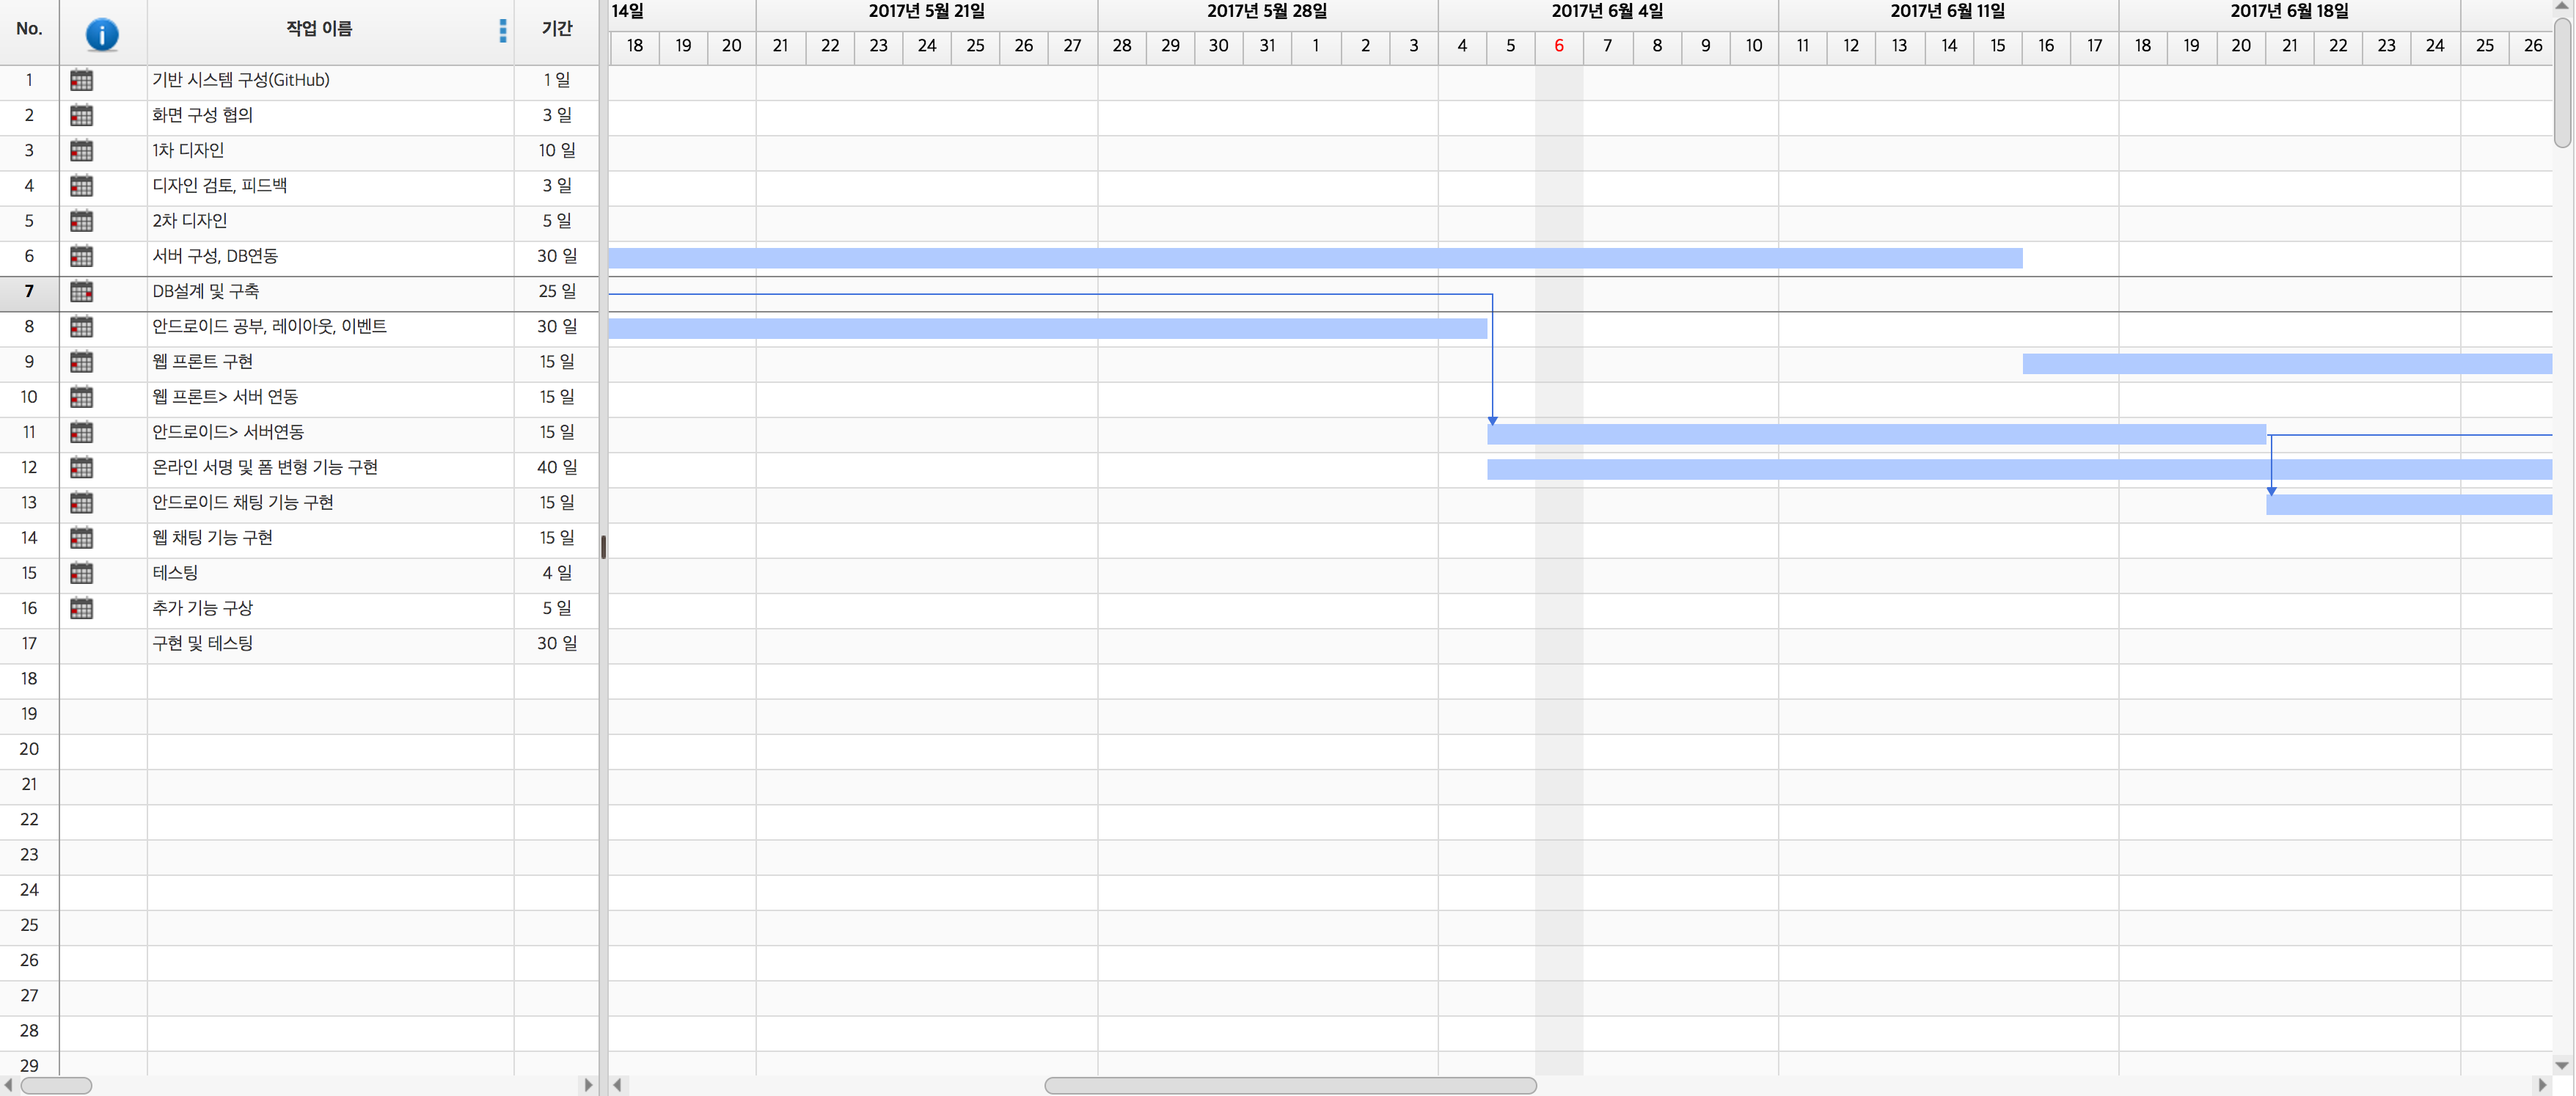 No. 작업 이름 기간 14일 2017년 5월 21일 2017년 5월 28일 2017년 6월 4일 2017년 6월 11일 2017년 6월 18일
18 19 20 21 22 23 24 25 26 27 28 29 30 31 1 2 3 4 5 6 7 8 9 10 11 12 13 14 15 16 17 18 19 20 21 22 23 24 25 26
1 기반 시스템 구성(GitHub) 1 일
2 화면 구성 협의 3 일
3 1차 디자인 10 일
4 디자인 검토, 피드백 3 일
5 2차 디자인 5 일
6 서버 구성, DB연동 30 일
7 DB설계 및 구축 25 일
8 안드로이드 공부, 레이아웃, 이벤트 30 일
9 웹 프론트 구현 15 일
10 웹 프론트> 서버 연동 15 일
11 안드로이드> 서버연동 15 일
12 온라인 서명 및 폼 변형 기능 구현 40 일
13 안드로이드 채팅 기능 구현 15 일
14 웹 채팅 기능 구현 15 일
15 테스팅 4 일
16 추가 기능 구상 5 일
17 구현 및 테스팅 30 일
18
19
20
21
22
23
24
25
26
27
28
29